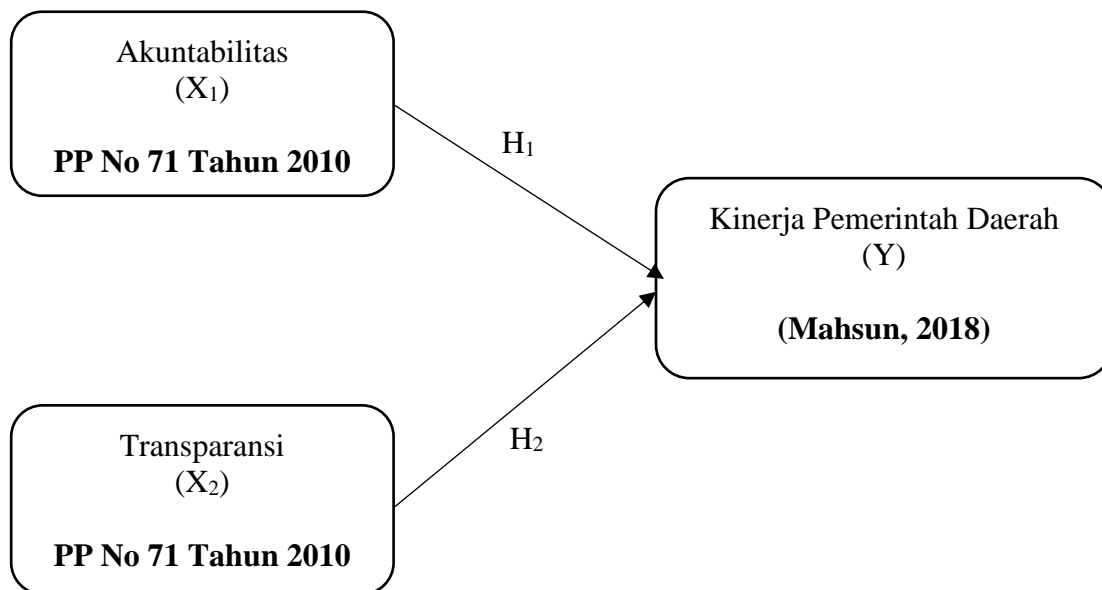 Akuntabilitas
(X₁)
PP No 71 Tahun 2010
H₁
Kinerja Pemerintah Daerah
(Y)
(Mahsun, 2018)
Transparansi
(X₂)
PP No 71 Tahun 2010
H₂